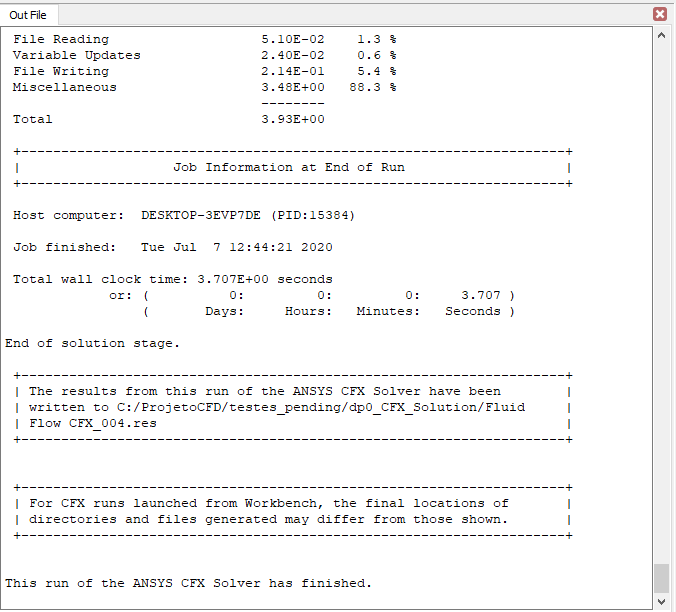 Out File
File Reading 5.10E-02 1.3 %
Variable Updates 2.40E-02 0.6 %
File Writing 2.14E-01 5.4 %
Miscellaneous 3.48E+00 88.3 %
--------
Total 3.93E+00
+--------------------------------------------------------------------+
| Job Information at End of Run |
+--------------------------------------------------------------------+
Host computer: DESKTOP-3EVP7DE (PID:15384)
Job finished: Tue Jul 7 12:44:21 2020
Total wall clock time: 3.707E+00 seconds
or: ( 0: 0: 0: 3.707 )
( Days: Hours: Minutes: Seconds )
End of solution stage.
+--------------------------------------------------------------------+
| The results from this run of the ANSYS CFX Solver have been |
| written to C:/ProjetoCFD/testes_pending/dp0_CFX_Solution/Fluid |
| Flow CFX_004.res |
+--------------------------------------------------------------------+
+--------------------------------------------------------------------+
| For CFX runs launched from Workbench, the final locations of |
| directories and files generated may differ from those shown. |
+--------------------------------------------------------------------+
This run of the ANSYS CFX Solver has finished.